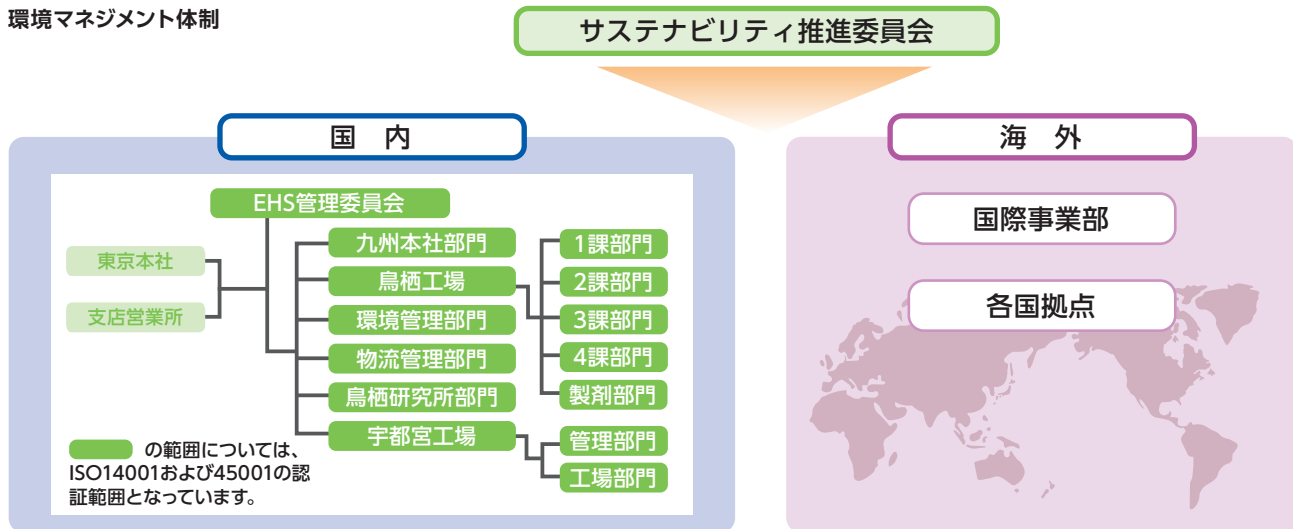 環境マネジメント体制
サステナビリティ推進委員会
国 内
EHS管理委員会
東京本社
支店営業所
九州本社部門
鳥栖工場
環境管理部門
物流管理部門
鳥栖研究所部門
宇都宮工場
1課部門
2課部門
3課部門
4課部門
製剤部門
管理部門
工場部門
の範囲については、
ISO14001および45001の認
証範囲となっています。
海 外
国際事業部
各国拠点